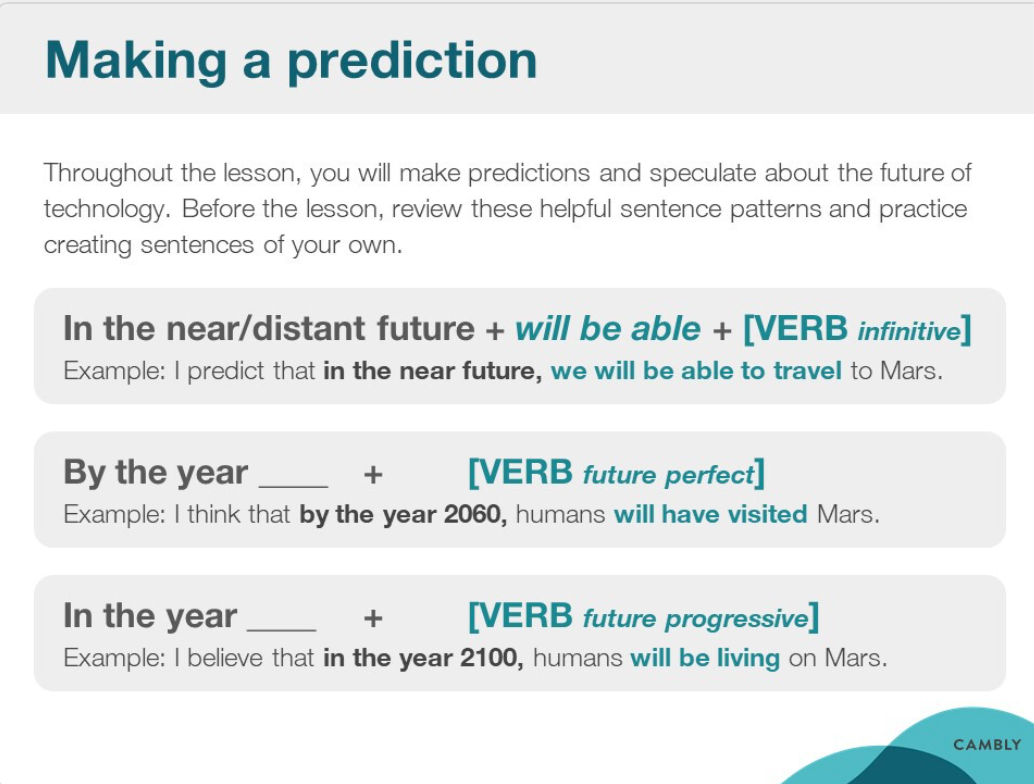 Making a prediction
Throughout the lesson, you will make predictions and speculate about the future of
technology. Before the lesson, review these helpful sentence patterns and practice
creating sentences of your own.
In the near/distant future + will be able + [VERB infinitive]
Example: I predict that in the near future, we will be able to travel to Mars.
By the year ____ + [VERB future perfect]
Example: I think that by the year 2060, humans will have visited Mars.
In the year ____ + [VERB future progressive]
Example: I believe that in the year 2100, humans will be living on Mars.
CAMBLY